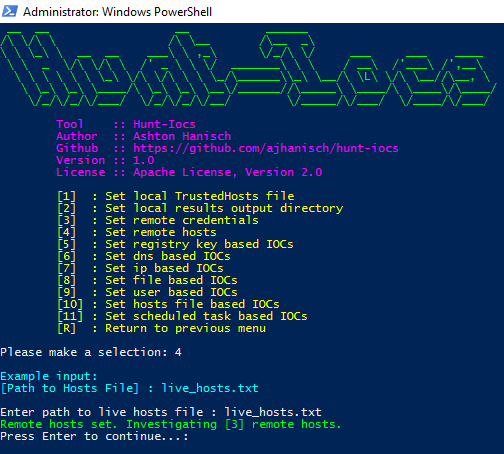 Administrator: Windows PowerShell
Hunt-Iocs
Tool :: Hunt-Iocs
Author :: Ashton Hanisch
Github :: https://github.com/ajhanisch/hunt-iocs
Version :: 1.0
License :: Apache License, Version 2.0
[1] : Set local TrustedHosts file
[2] : Set local results output directory
[3] : Set remote credentials
[4] : Set remote hosts
[5] : Set registry key based IOCs
[6] : Set dns based IOCs
[7] : Set ip based IOCs
[8] : Set file based IOCs
[9] : Set user based IOCs
[10] : Set hosts file based IOCs
[11] : Set scheduled task based IOCs
[R] : Return to previous menu
Please make a selection: 4
Example input:
[Path to Hosts File] : live_hosts.txt
Enter path to live hosts file : live_hosts.txt
Remote hosts set. Investigating [3] remote hosts.
Press Enter to continue...: